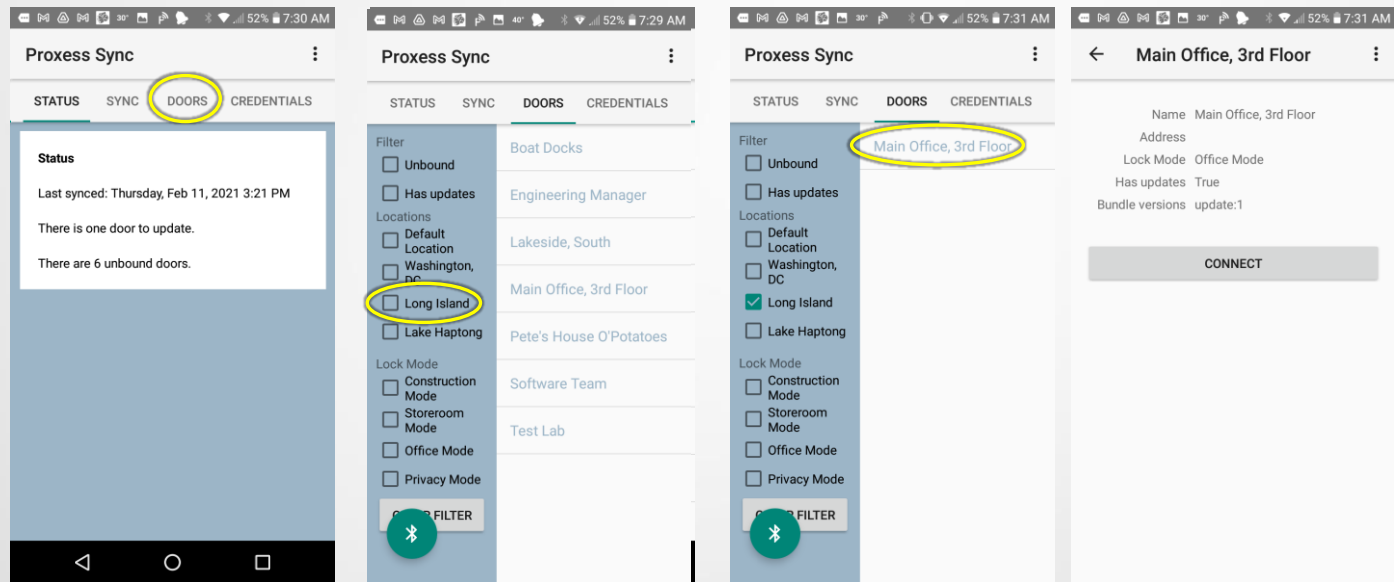 30° 52% 7:30 AM
Proxess Sync
STATUS SYNC DOORS CREDENTIALS
Status
Last synced: Thursday, Feb 11, 2021 3:21 PM
There is one door to update.
There are 6 unbound doors.
40° 52% 7:29 AM
Proxess Sync
STATUS SYNC DOORS CREDENTIALS
Filter
Unbound
Has updates
Locations
Default
Location
Washington,
DC
Long Island
Lake Haptong
Lock Mode
Construction
Mode
Storeroom
Mode
Office Mode
Privacy Mode
FILTER
Boat Docks
Engineering Manager
Lakeside, South
Main Office, 3rd Floor
Pete's House O'Potatoes
Software Team
Test Lab
30° 52% 7:31 AM
Proxess Sync
STATUS SYNC DOORS CREDENTIALS
Filter
Unbound
Has updates
Locations
Default
Location
Washington,
DC
Long Island
Lake Haptong
Lock Mode
Construction
Mode
Storeroom
Mode
Office Mode
Privacy Mode
FILTER
Main Office, 3rd Floor
30° 52% 7:31 AM
Main Office, 3rd Floor
Name Main Office, 3rd Floor
Address
Lock Mode Office Mode
Has updates True
Bundle versions update:1
CONNECT